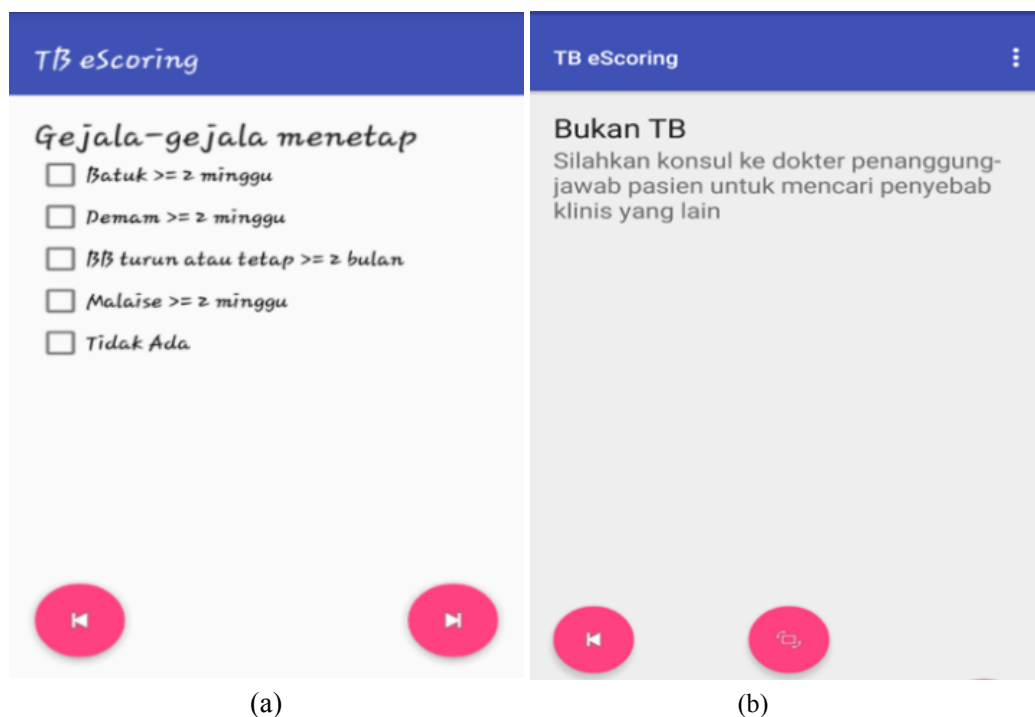 TB eScoring
Gejala-gejala menetap
Batuk >= 2 minggu
Demam >= 2 minggu
BB turun atau tetap >= 2 bulan
Malaise >= 2 minggu
Tidak Ada
(a)
TB eScoring
Bukan TB
Silahkan konsul ke dokter penanggung-
jawab pasien untuk mencari penyebab
klinis yang lain
(b)